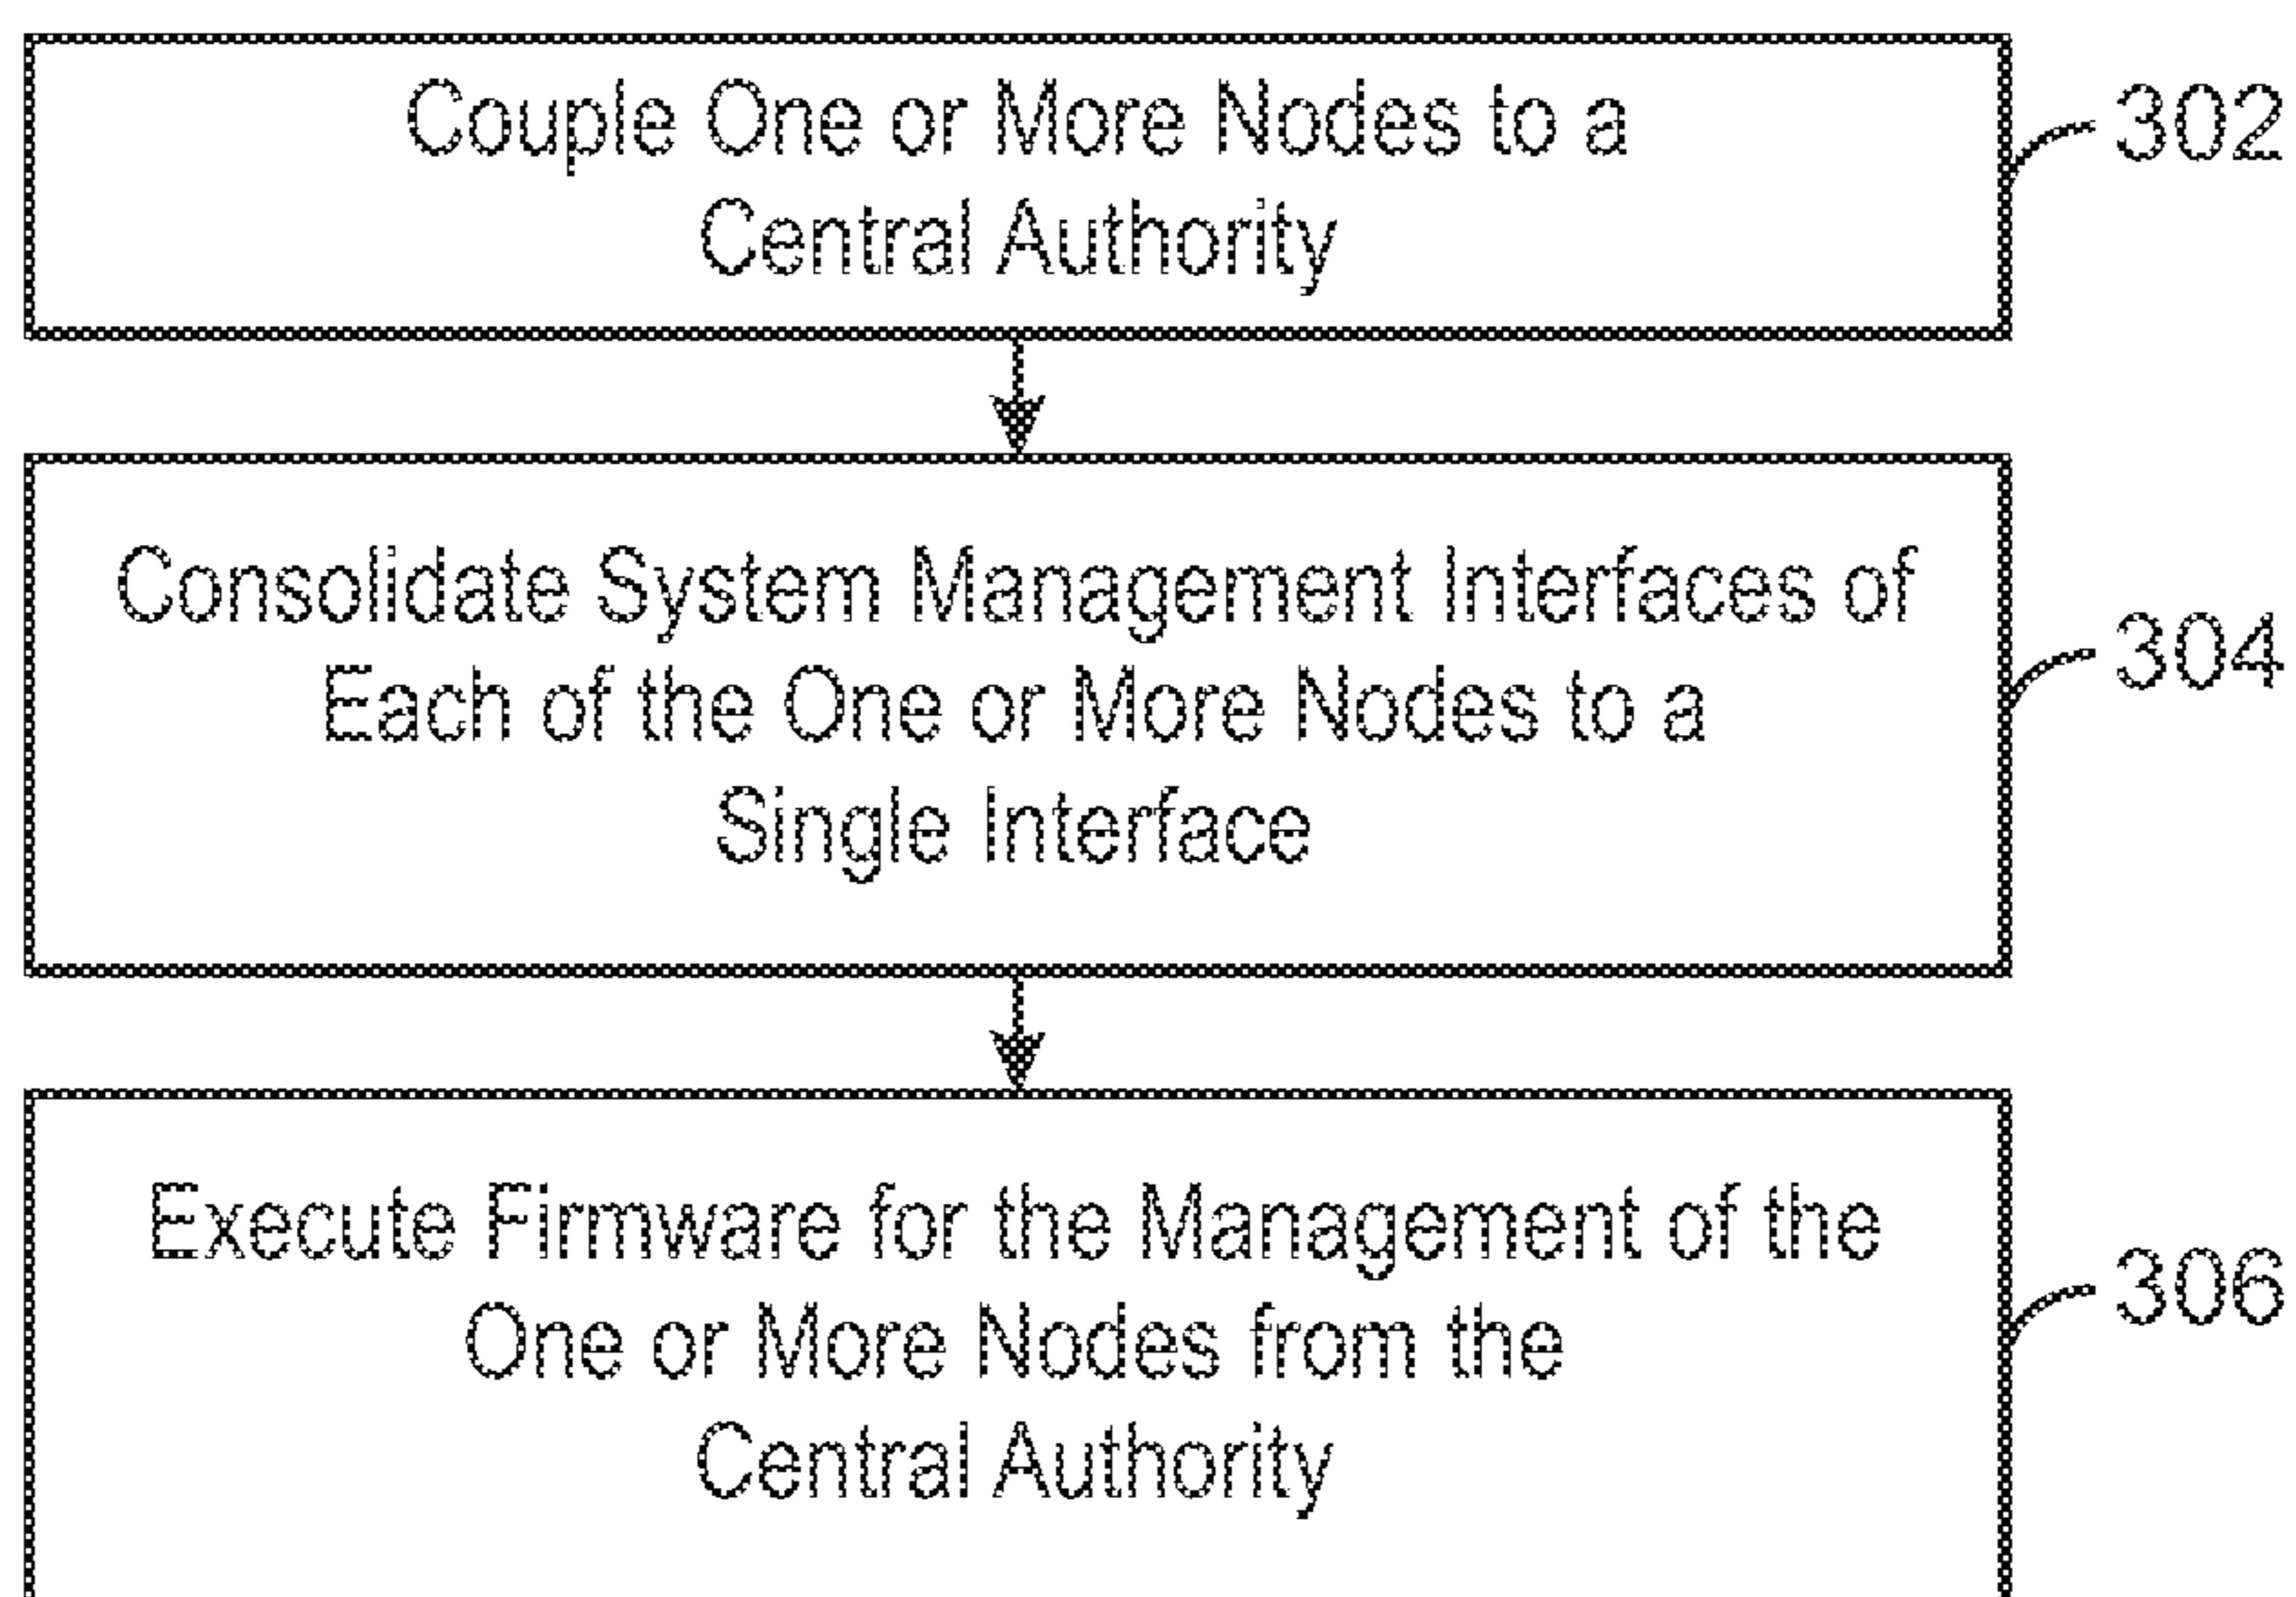 Couple One or More Nodes to a
Central Authority
302
Consolidate System Management Interfaces of
Each of the One or More Nodes to a
Single Interface
304
Execute Firmware for the Management of the
One or More Nodes from the
Central Authority
306